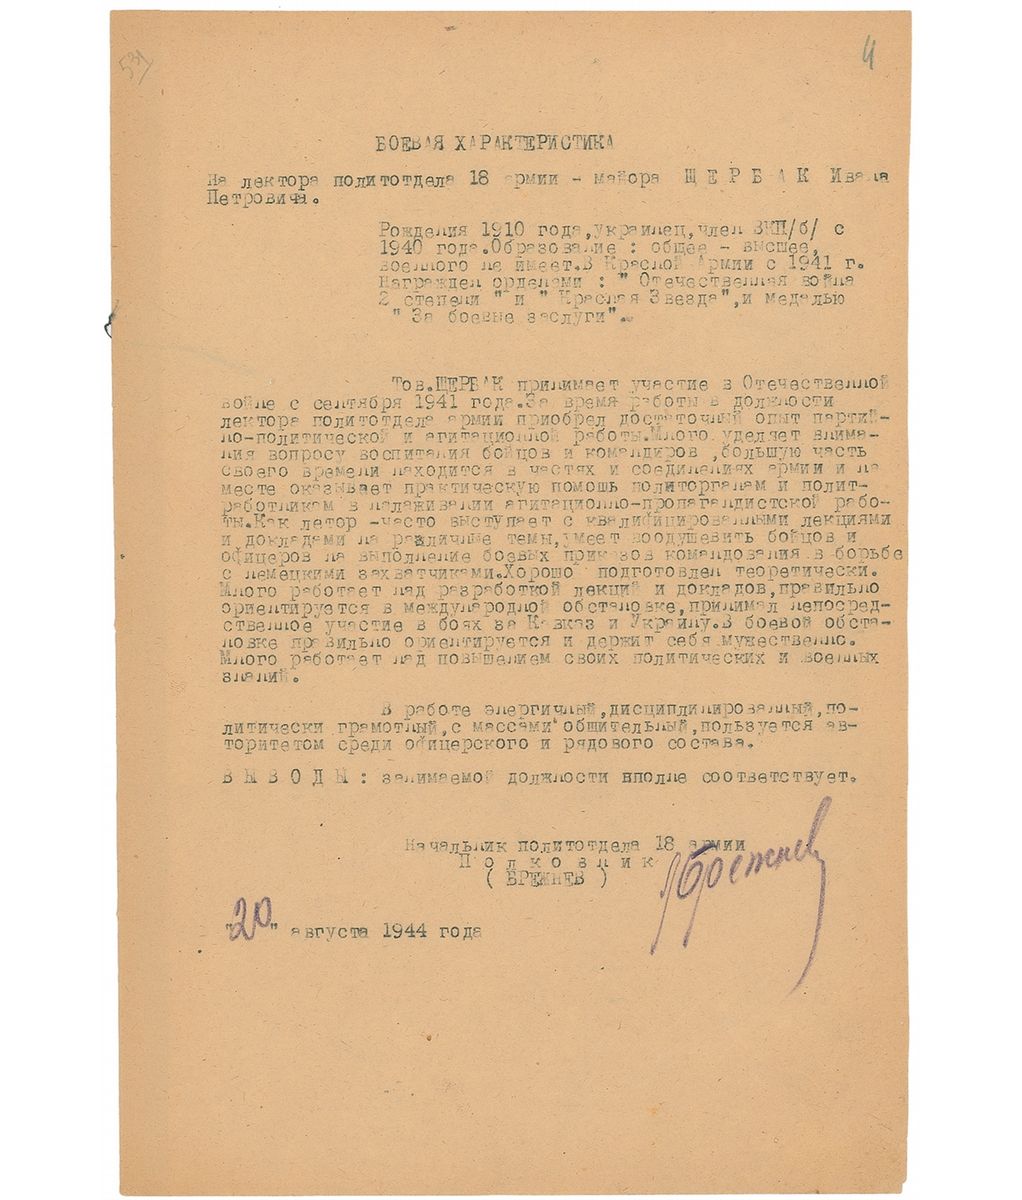 531
4
БОЕВАЯ ХАРАКТЕРИСТИКА
На лектора политотдела 18 армии - майора Щ Е Р Б А К Ивана
Петровича.
Рождения 1910 года,украинец,член ВКП/б/ с
1940 года.Образование : общее - высшее,
военного не имеет.В Красной Армии с 1941 г.
Награжден орденами : " Отечественная война
2 степени " и " Красная Звезда",и медалью
" За боевые заслуги".
Тов.ЩЕРБАК принимает участие в Отечественной
войне с сентября 1941 года.За время работы в должности
лектора политотдела армии приобрел достаточный опыт партий-
но-политической и агитационной работы.Много уделяет внима-
ния вопросу воспитания бойцов и командиров ,большую часть
своего времени находится в частях и соединениях армии и на
месте оказывает практическую помошь политорганам и полит-
работникам в налаживании агитационно-пропагандистской рабо-
ты.Как летор -часто выступает с квалифицированными лекциями
и докладами на различные темы,умеет воодушевить бойцов и
офицеров на выполнение боевых приказов командования в борьбе
с немецкими захватчиками.Хорошо подготовлен теоретически.
Много работает над разработкой лекций и докладов,правильно
ориентируется в международной обстановке,принимал непосред-
ственное участие в боях за Кавказ и Украину.В боевой обста-
новке правильно ориентируется и держит себя мужественно.
Много работает над повышением своих политических и военных
знаний.
В работе энергичный,дисциплинированный,по-
литически грамотный,с массами общительный,пользуется ав-
торитетом среди офицерского и рядового состава.
В Ы В О Д Ы : занимаемой должности вполне соответствует.
Начальник политотдела 18 армии
П о л к о в н и к
( БРЕЖНЕВ )
Брежнев
"20" августа 1944 года